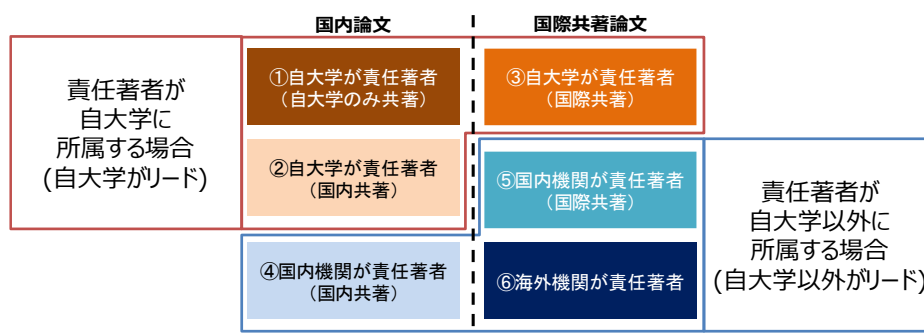 国内論文
国際共著論文
責任著者が
自大学に
所属する場合
(自大学がリード)
①自大学が責任著者
(自大学のみ共著)
③自大学が責任著者
(国際共著)
②自大学が責任著者
(国内共著)
⑤国内機関が責任著者
(国際共著)
④国内機関が責任著者
(国内共著)
⑥海外機関が責任著者
責任著者が
自大学以外に
所属する場合
(自大学以外がリード)